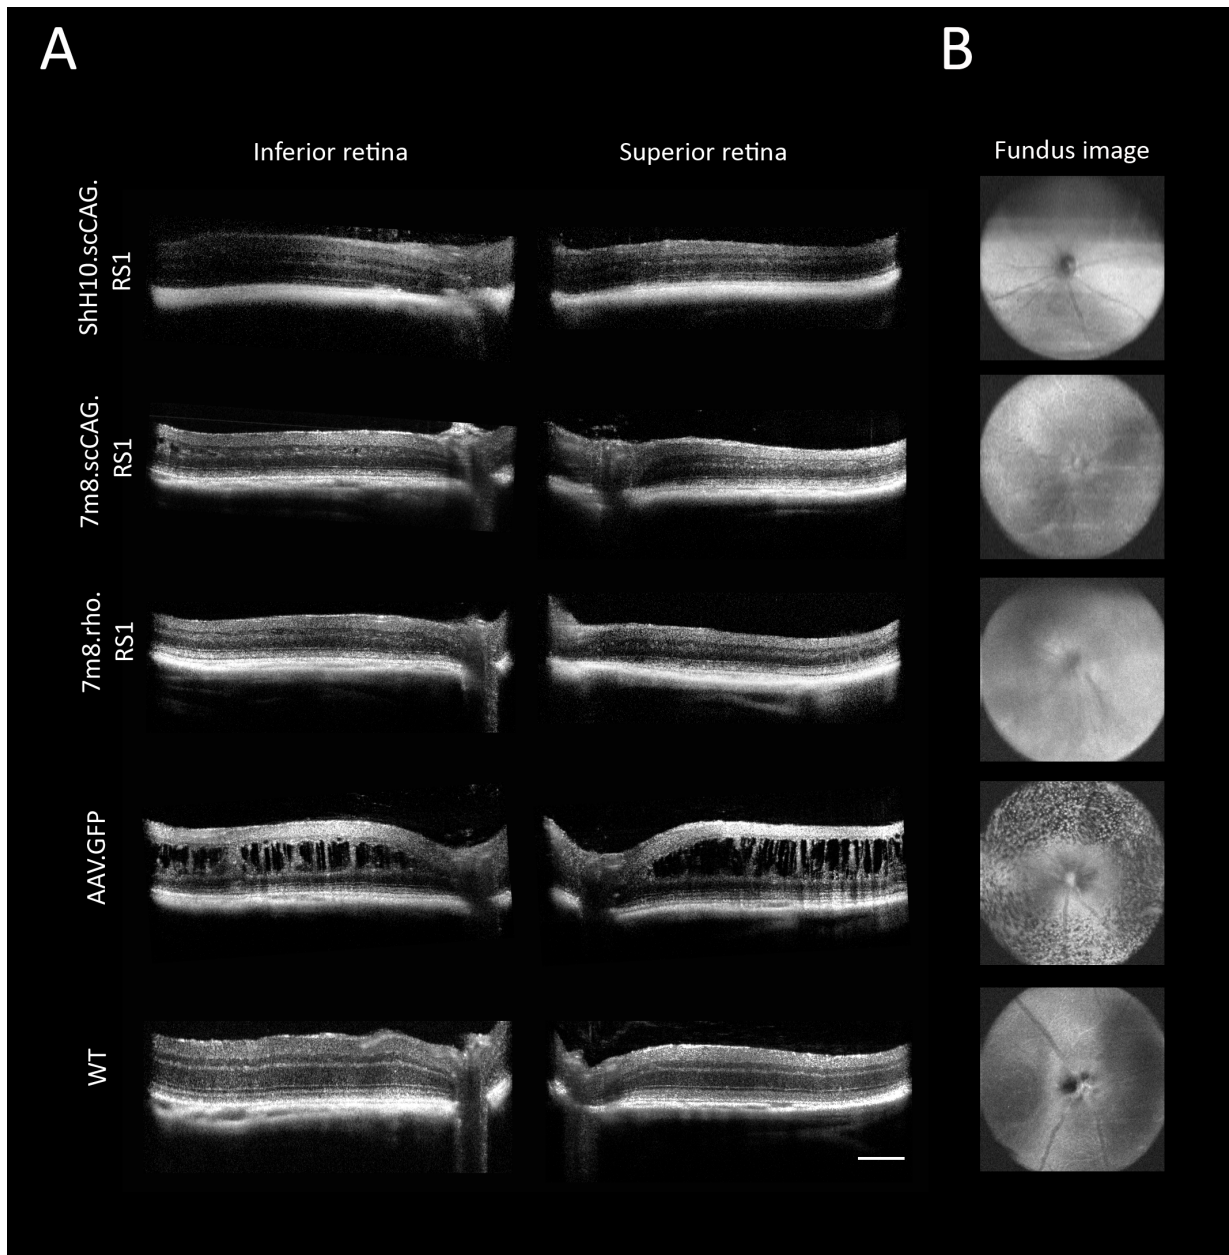 A
B
Inferior retina
Superior retina
Fundus image
ShH10.scCAG.
RS1
7m8.scCAG.
RS1
7m8.rho.
RS1
AAV.GFP
WT